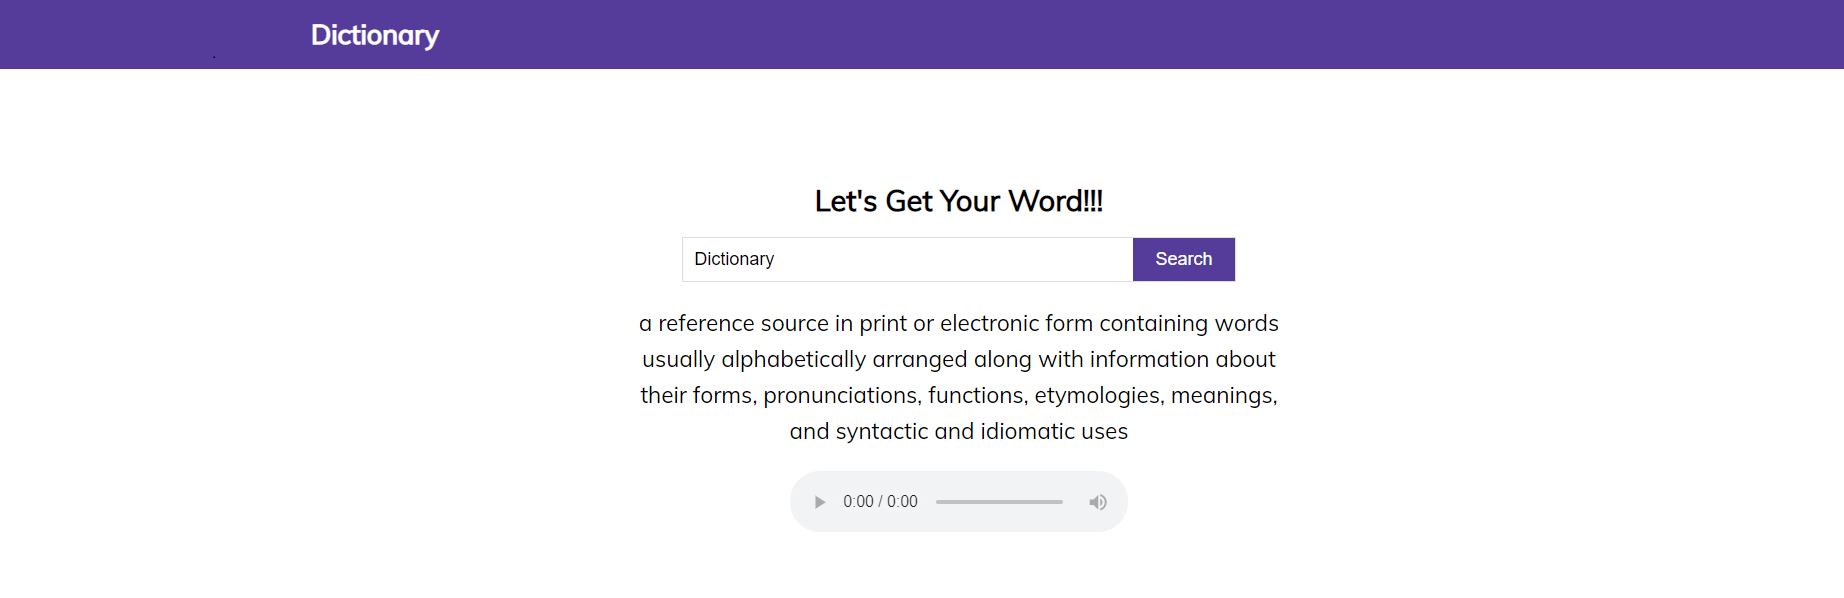 Dictionary
Let's Get Your Word!!!
Dictionary Search
a reference source in print or electronic form containing words
usually alphabetically arranged along with information about
their forms, pronunciations, functions, etymologies, meanings,
and syntactic and idiomatic uses
0:00 / 0:00